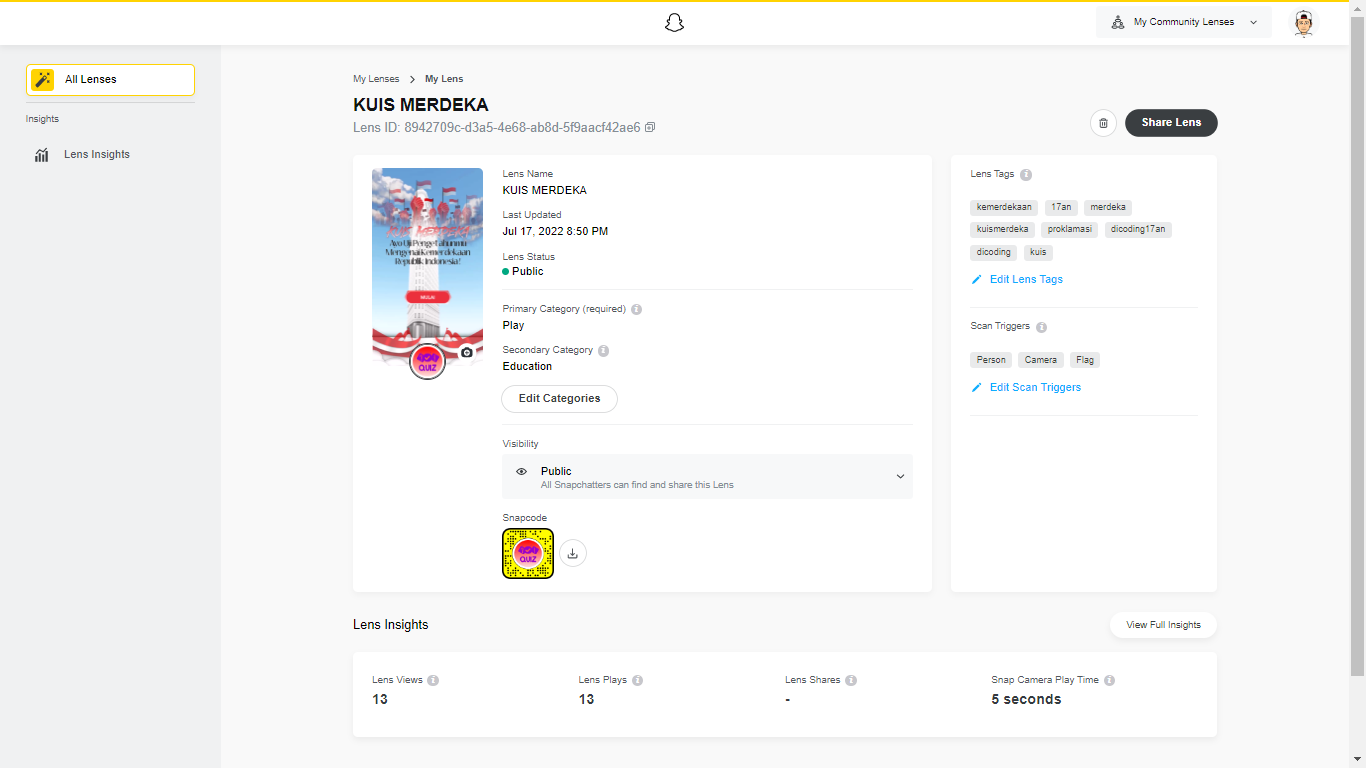 My Community Lenses
All Lenses
Insights
Lens Insights
My Lenses > My Lens
KUIS MERDEKA
Lens ID: 8942709c-d3a5-4e68-ab8d-5f9aacf42ae6
Share Lens
KUIS MERDEKA
Ayo Uji Pengetahuanmu
Mengenai Kemerdekaan
Republik Indonesia!
MULAI
QUIZ
Lens Name
KUIS MERDEKA
Last Updated
Jul 17, 2022 8:50 PM
Lens Status
Public
Primary Category (required)
Play
Secondary Category
Education
Edit Categories
Visibility
Public
All Snapchatters can find and share this Lens
Snapcode
QUIZ
Lens Tags
kemerdekaan 17an merdeka
kuismerdeka proklamasi dicoding17an
dicoding kuis
Edit Lens Tags
Scan Triggers
Person Camera Flag
Edit Scan Triggers
Lens Insights
View Full Insights
Lens Views
13
Lens Plays
13
Lens Shares
-
Snap Camera Play Time
5 seconds